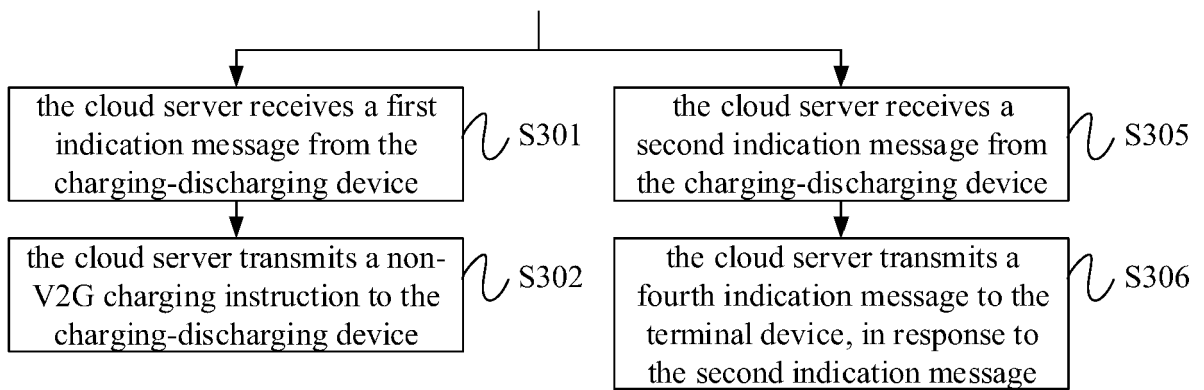 the cloud server receives a first
indication message from the
charging-discharging device
S301
the cloud server transmits a non-
V2G charging instruction to the
charging-discharging device
S302
the cloud server receives a
second indication message from
the charging-discharging device
S305
the cloud server transmits a
fourth indication message to the
terminal device, in response to
the second indication message
S306